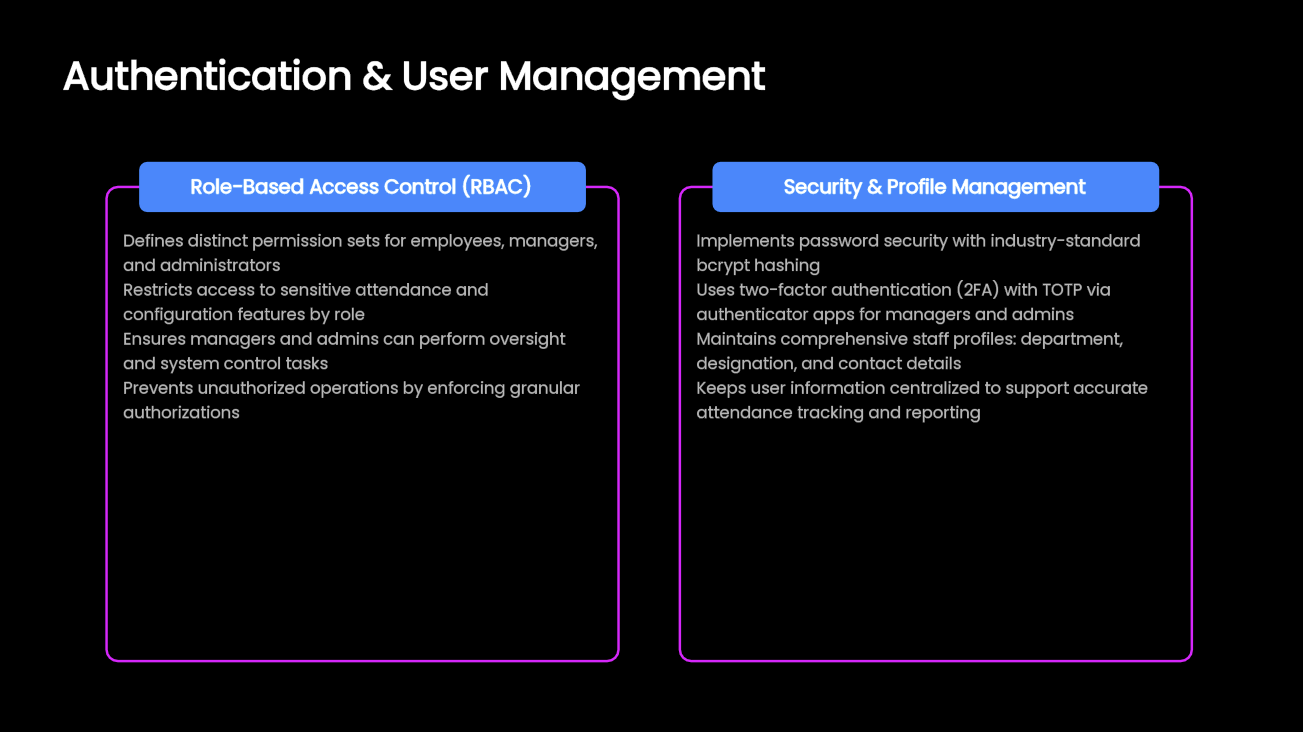 Authentication & User Management
Role-Based Access Control (RBAC)
Defines distinct permission sets for employees, managers,
and administrators
Restricts access to sensitive attendance and
configuration features by role
Ensures managers and admins can perform oversight
and system control tasks
Prevents unauthorized operations by enforcing granular
authorizations
Security & Profile Management
Implements password security with industry-standard
bcrypt hashing
Uses two-factor authentication (2FA) with TOTP via
authenticator apps for managers and admins
Maintains comprehensive staff profiles: department,
designation, and contact details
Keeps user information centralized to support accurate
attendance tracking and reporting